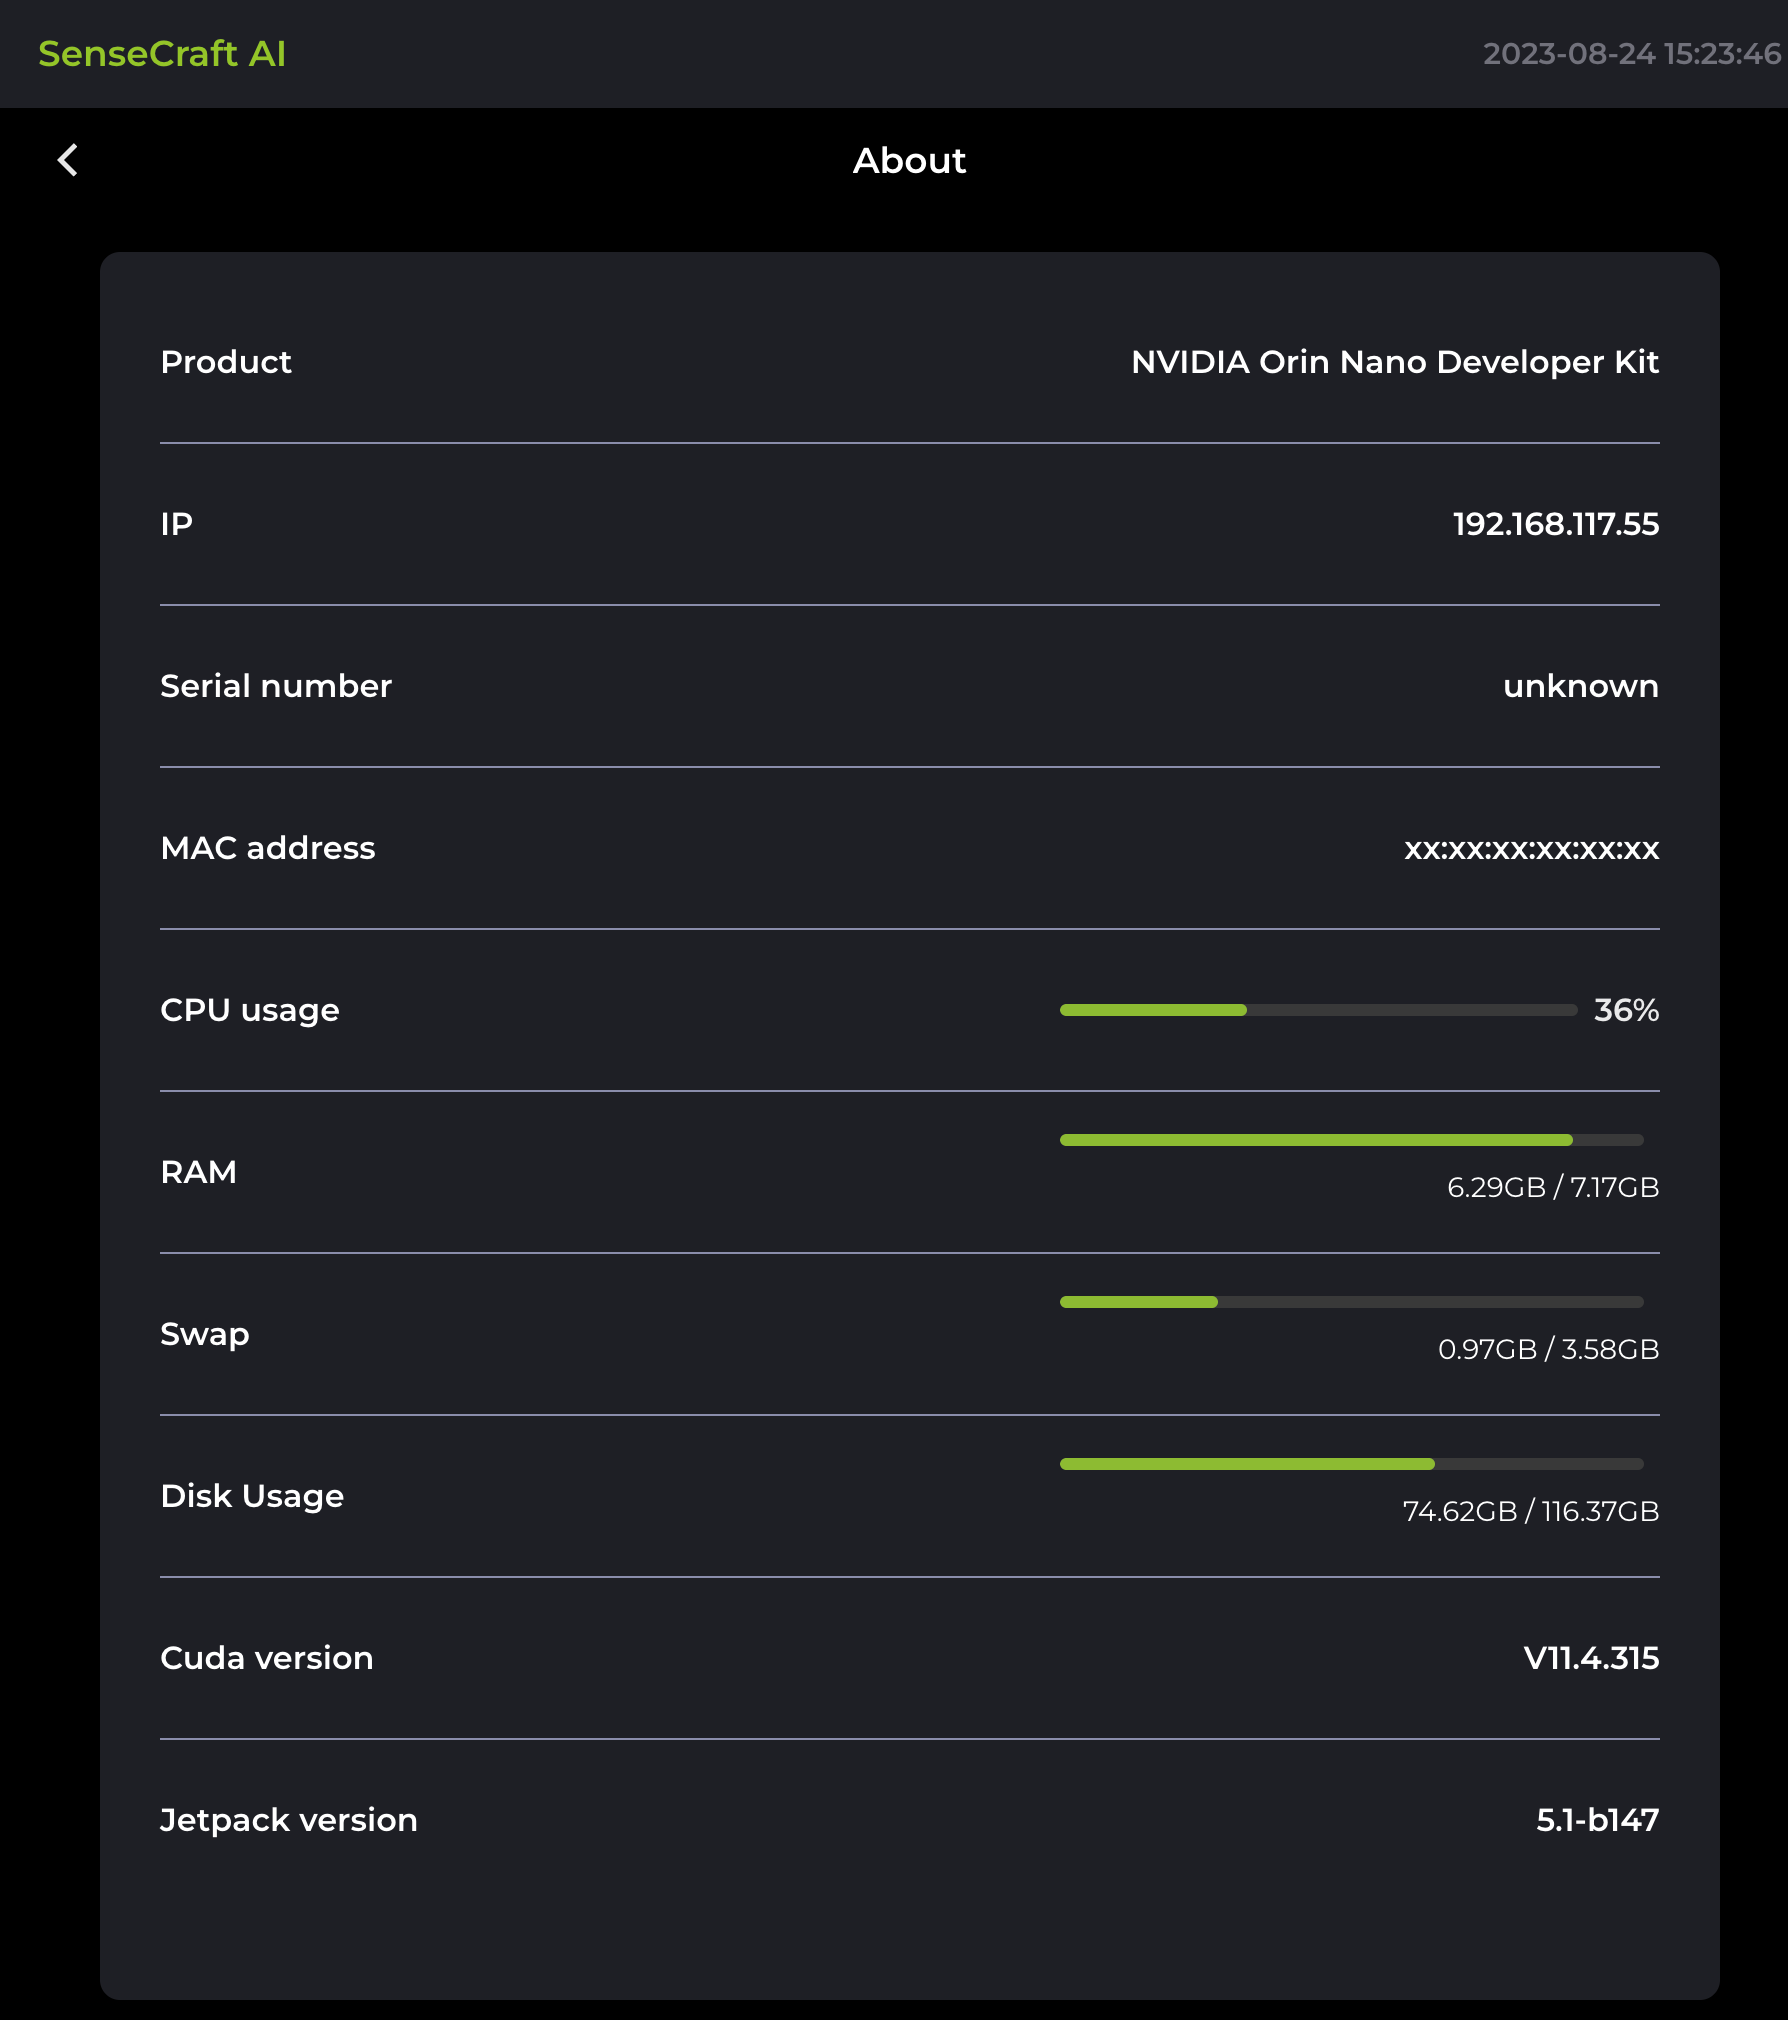 SenseCraft AI
2023-08-24 15:23:46
About
Product
NVIDIA Orin Nano Developer Kit
IP
192.168.117.55
Serial number
unknown
MAC address
xx:xx:xx:xx:xx:xx
CPU usage
36%
RAM
6.29GB / 7.17GB
Swap
0.97GB / 3.58GB
Disk Usage
74.62GB / 116.37GB
Cuda version
V11.4.315
Jetpack version
5.1-b147